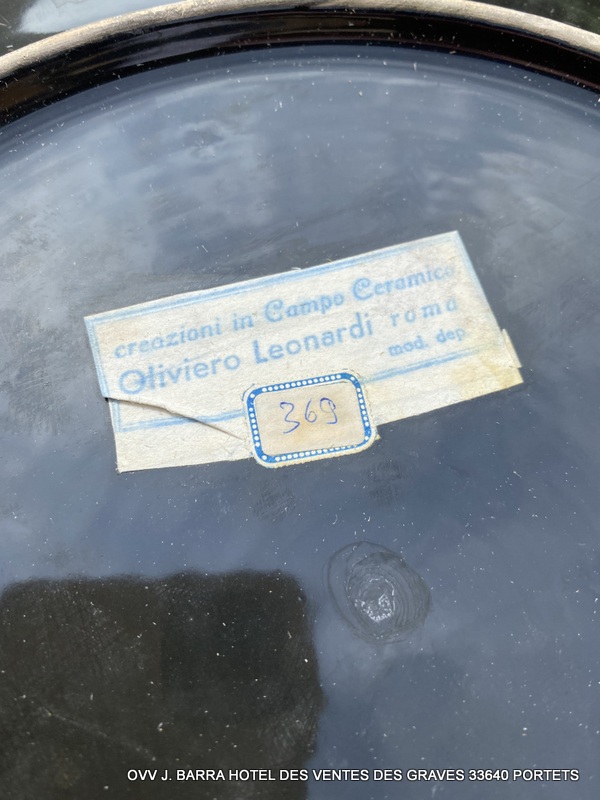 creazioni in Campo Ceramico
Oliviero Leonardi roma
mod. dep
369
OVV J. BARRA HOTEL DES VENTES DES GRAVES 33640 PORTETS